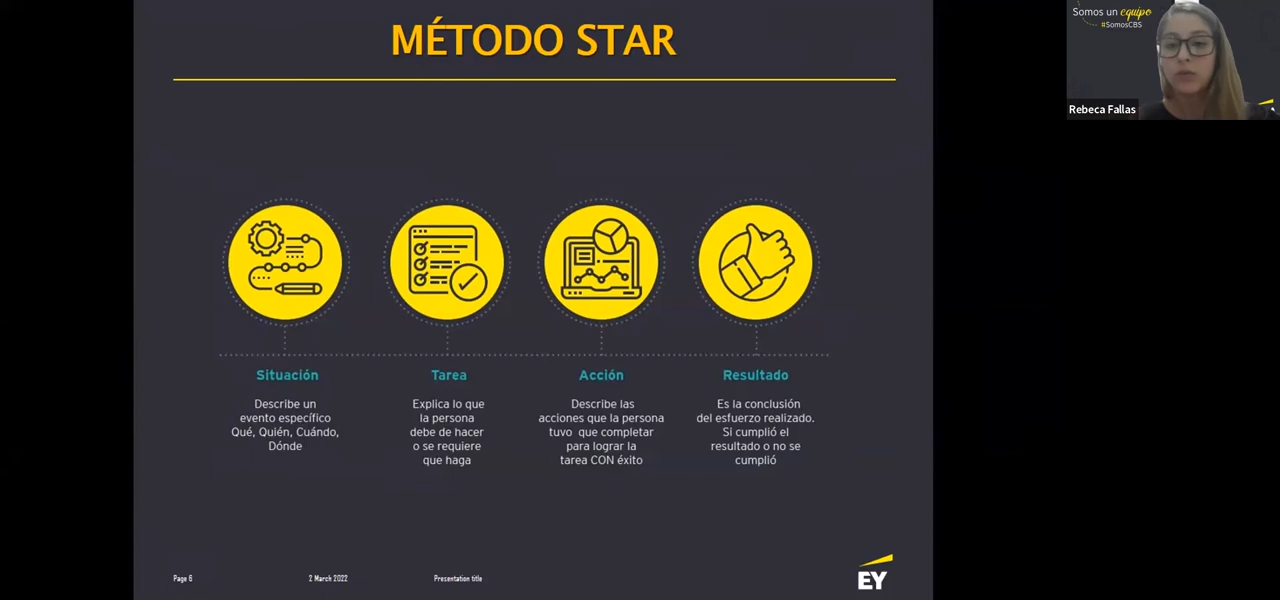 MÉTODO STAR
Somos un equipo
#SomosCBS
Rebeca Fallas
Situación
Describe un
evento específico
Qué, Quién, Cuándo,
Dónde
Tarea
Explica lo que
la persona
debe de hacer
o se requiere
que haga
Acción
Describe las
acciones que la persona
tuvo que completar
para lograr la
tarea CON éxito
Resultado
Es la conclusión
del esfuerzo realizado.
Si cumplió el
resultado o no se
cumplió
Page 6
2 March 2022
Presentation title
EY